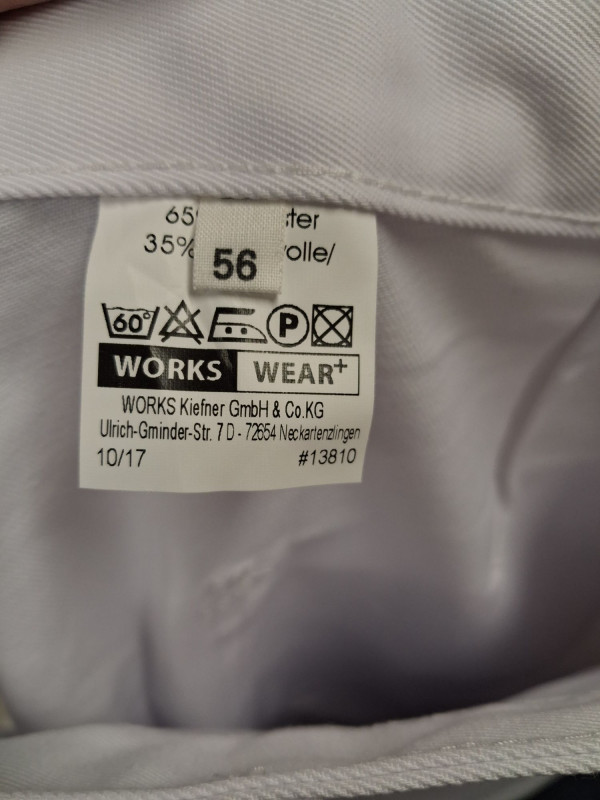 65% ster
35% olle/
56
60°
P
WORKS WEAR+
WORKS Kiefner GmbH & Co.KG
Ulrich-Gminder-Str. 7 D - 72654 Neckartenzlingen
10/17 #13810